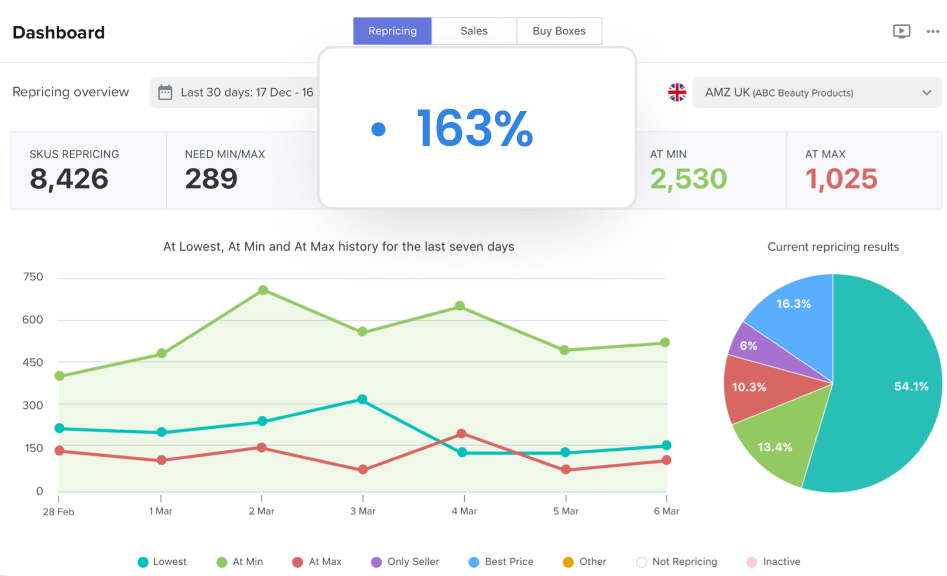 Dashboard
Repricing
Sales
Buy Boxes
Repricing overview
Last 30 days: 17 Dec - 16
AMZ UK (ABC Beauty Products)
• 163%
SKUS REPRICING
8,426
NEED MIN/MAX
289
AT MIN
2,530
AT MAX
1,025
At Lowest, At Min and At Max history for the last seven days
750
600
450
300
150
0
28 Feb
1 Mar
2 Mar
3 Mar
4 Mar
5 Mar
6 Mar
Current repricing results
16.3%
6%
10.3%
13.4%
54.1%
Lowest
At Min
At Max
Only Seller
Best Price
Other
Not Repricing
Inactive